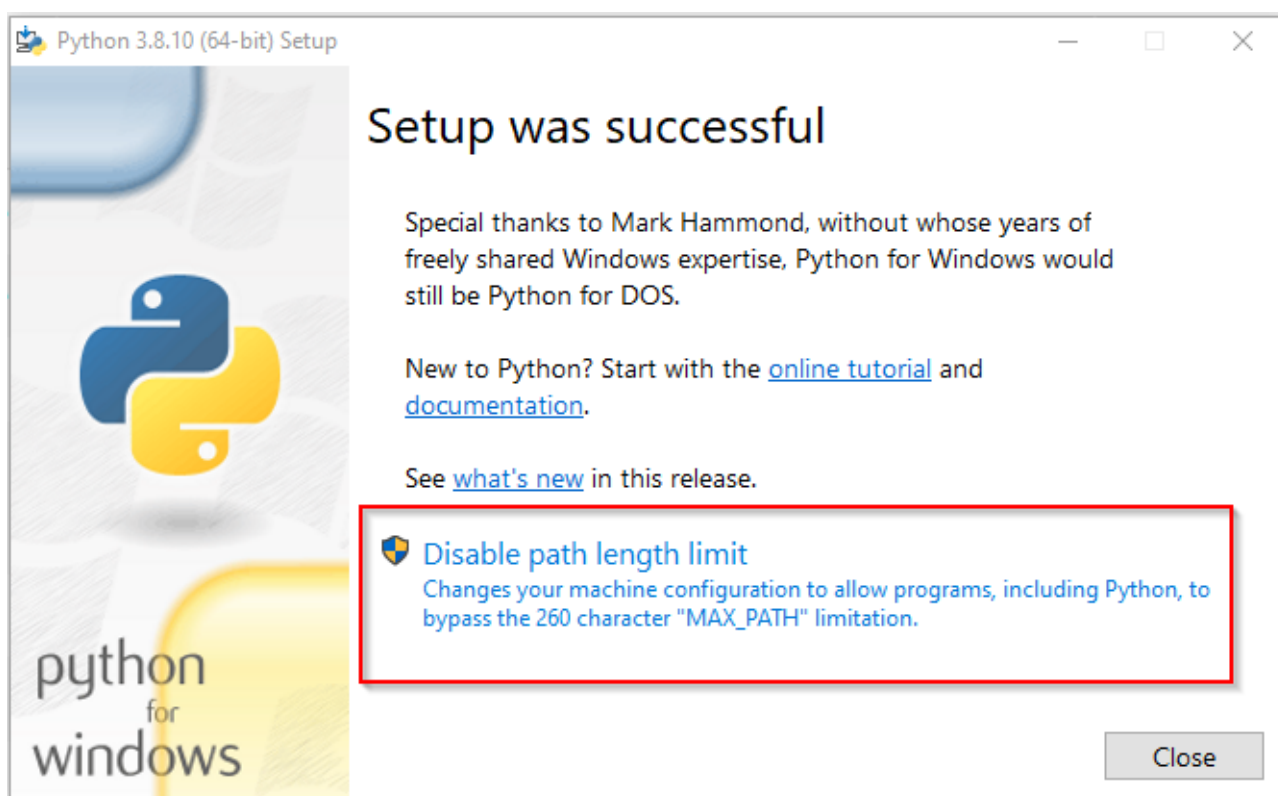 Python 3.8.10 (64-bit) Setup
Setup was successful
Special thanks to Mark Hammond, without whose years of
freely shared Windows expertise, Python for Windows would
still be Python for DOS.
New to Python? Start with the online tutorial and
documentation.
See what's new in this release.
Disable path length limit
Changes your machine configuration to allow programs, including Python, to
bypass the 260 character "MAX_PATH" limitation.
python
for
windows
Close